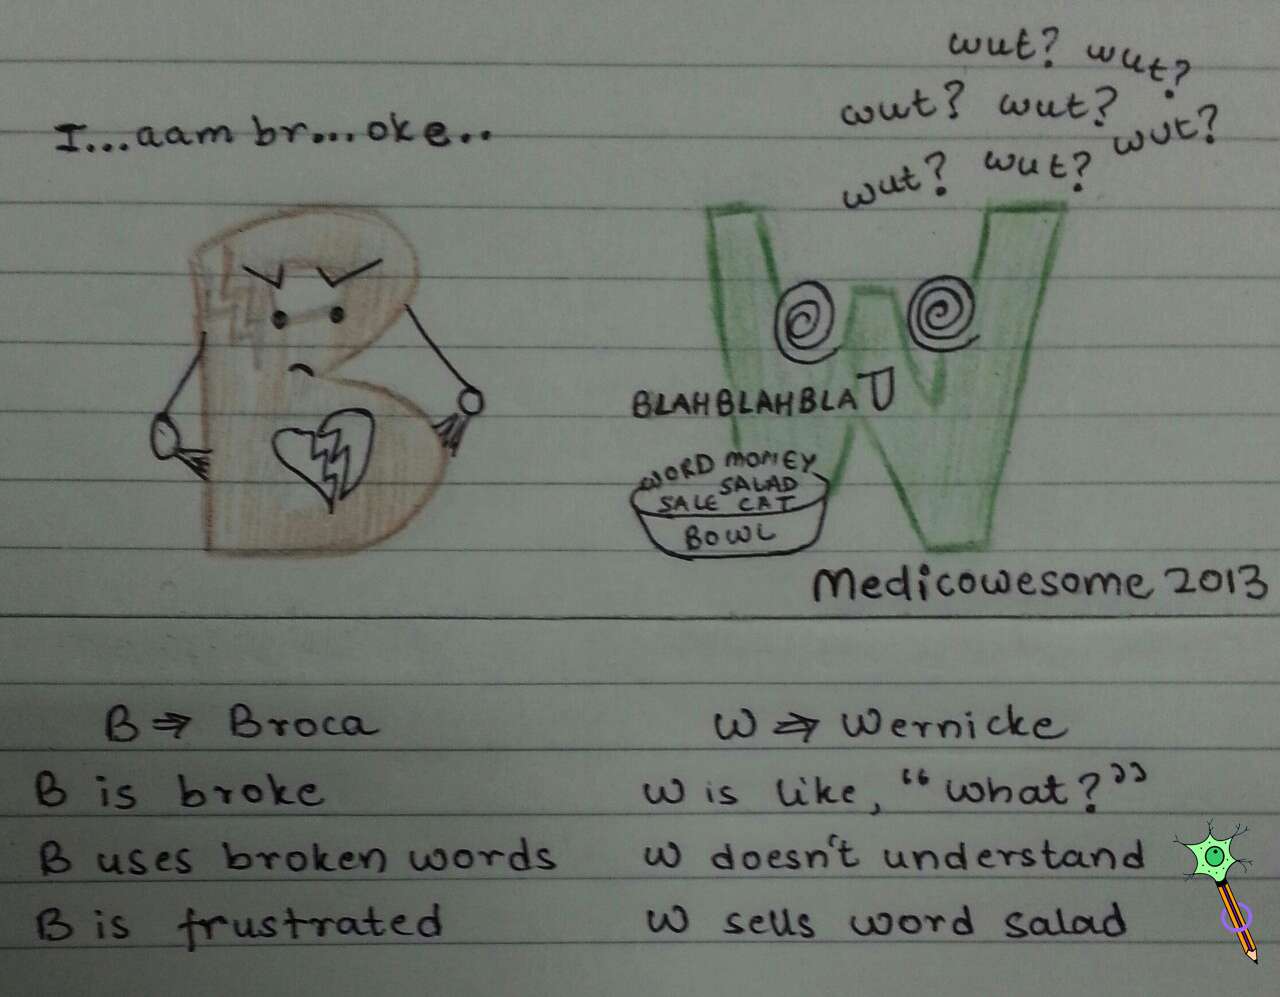 I...aam br...oke..
wut? wut?
wut? wut? wut?
wut? wut?
BLAHBLAHBLA
WORD MONEY
SALAD
SALE CAT
BOWL
Medicowesome 2013
B ⇒ Broca
B is broke
B uses broken words
B is frustrated
W ⇒ Wernicke
W is like, "what?"
W doesn't understand
W sells word salad